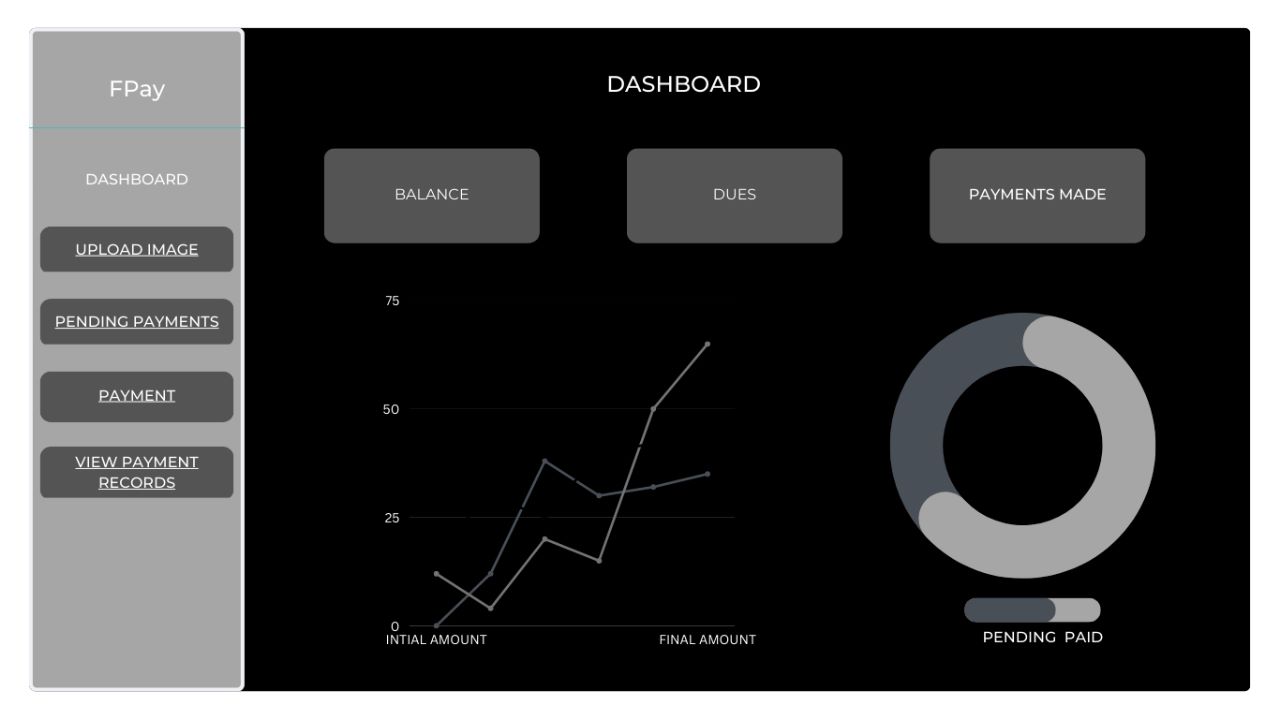 FPay
DASHBOARD
UPLOAD IMAGE
PENDING PAYMENTS
PAYMENT
VIEW PAYMENT
RECORDS
DASHBOARD
BALANCE
DUES
PAYMENTS MADE
75
50
25
0
INTIAL AMOUNT
FINAL AMOUNT
PENDING PAID